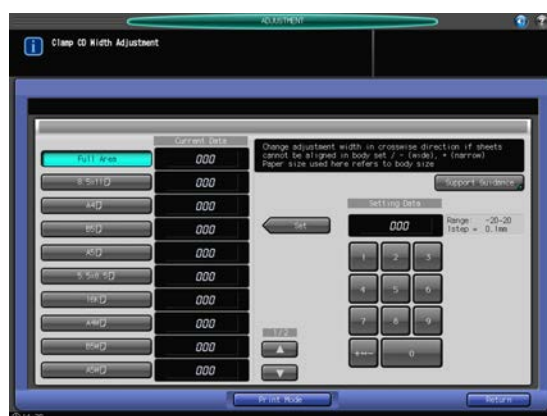 ADJUSTMENT
Clamp CD Width Adjustment
Current Data
Full Area 000
8.5x11 000
A4 000
B5 000
A5 000
5.5x8.5 000
16K 000
A4W 000
B5W 000
A5W 000
Change adjustment width in crosswise direction if sheets
cannot be aligned in body set / - (wide), + (narrow)
Paper size used here refers to body size
Support Guidance
Setting Data
Set
000
Range: -20-20
1step = 0.1mm
1 2 3
4 5 6
7 8 9
+←→- 0
1/2
Print Mode
Return